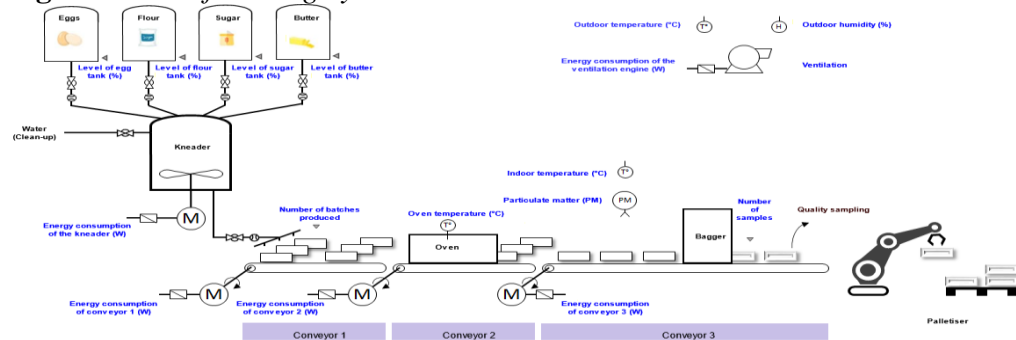 Eggs
Flour
Sugar
Butter
Level of egg
tank (%)
Level of flour
tank (%)
Level of sugar
tank (%)
Level of butter
tank (%)
Outdoor temperature (°C)
T°
H
Outdoor humidity (%)
Energy consumption of the
ventilation engine (W)
Ventilation
Water
(Clean-up)
Kneader
Indoor temperature (°C)
T°
Particulate matter (PM)
PM
Energy consumption
of the kneader (W)
M
Number of batches
produced
Oven temperature (°C)
T°
Oven
Number
of
samples
Quality sampling
Bagger
Energy consumption
of conveyor 1 (W)
M
Energy consumption
of conveyor 2 (W)
M
M
Energy consumption
of conveyor 3 (W)
Palletiser
Conveyor 1
Conveyor 2
Conveyor 3